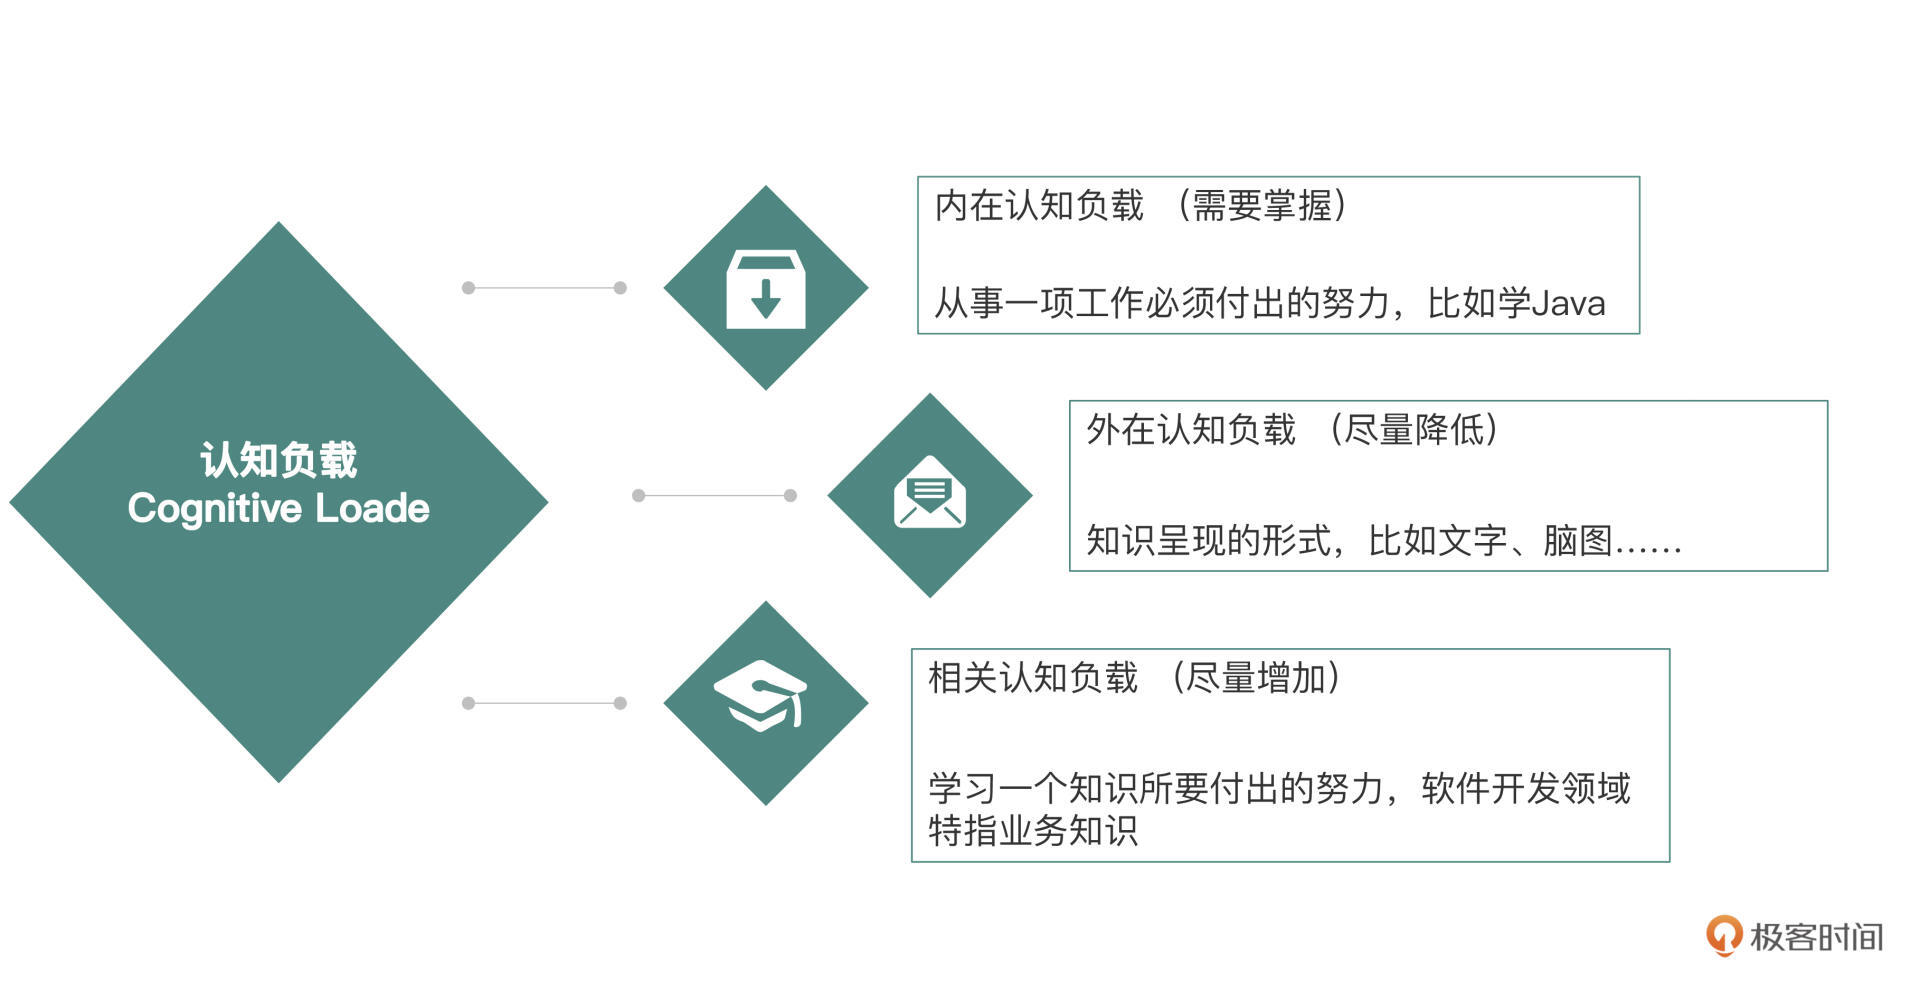 认知负载
Cognitive Loade
内在认知负载 （需要掌握）
从事一项工作必须付出的努力，比如学Java
外在认知负载 （尽量降低）
知识呈现的形式，比如文字、脑图……
相关认知负载 （尽量增加）
学习一个知识所要付出的努力，软件开发领域
特指业务知识
极客时间